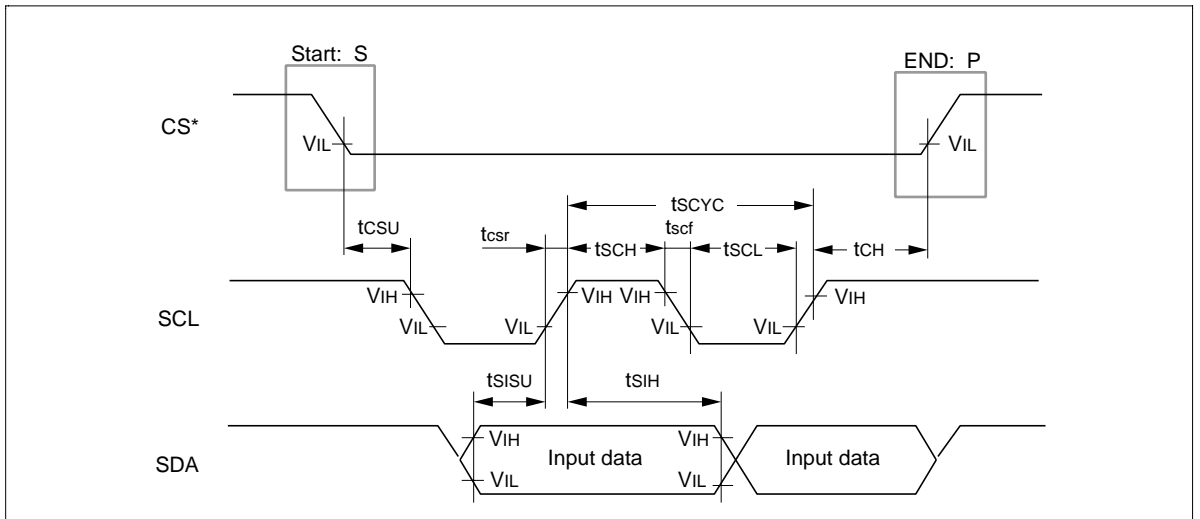 Start: S
END: P
CS*
VIL
VIL
tSCYC
tCSU
tcsr
tSCH
tscf
tSCL
tCH
SCL
VIH
VIL
VIL
VIH
VIH
VIL
VIL
VIH
tSISU
tSIH
SDA
VIH
VIL
Input data
VIH
VIL
Input data